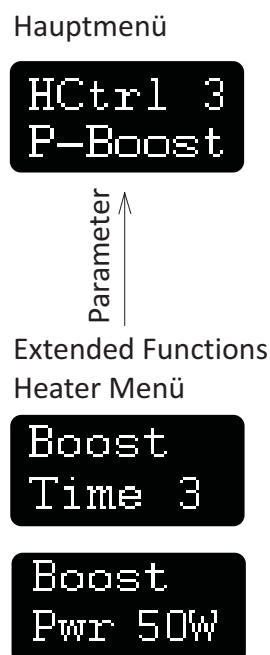 Hauptmenü
HCtrl 3
P-Boost
Parameter
Extended Functions
Heater Menü
Boost
Time 3
Boost
Pwr 50W